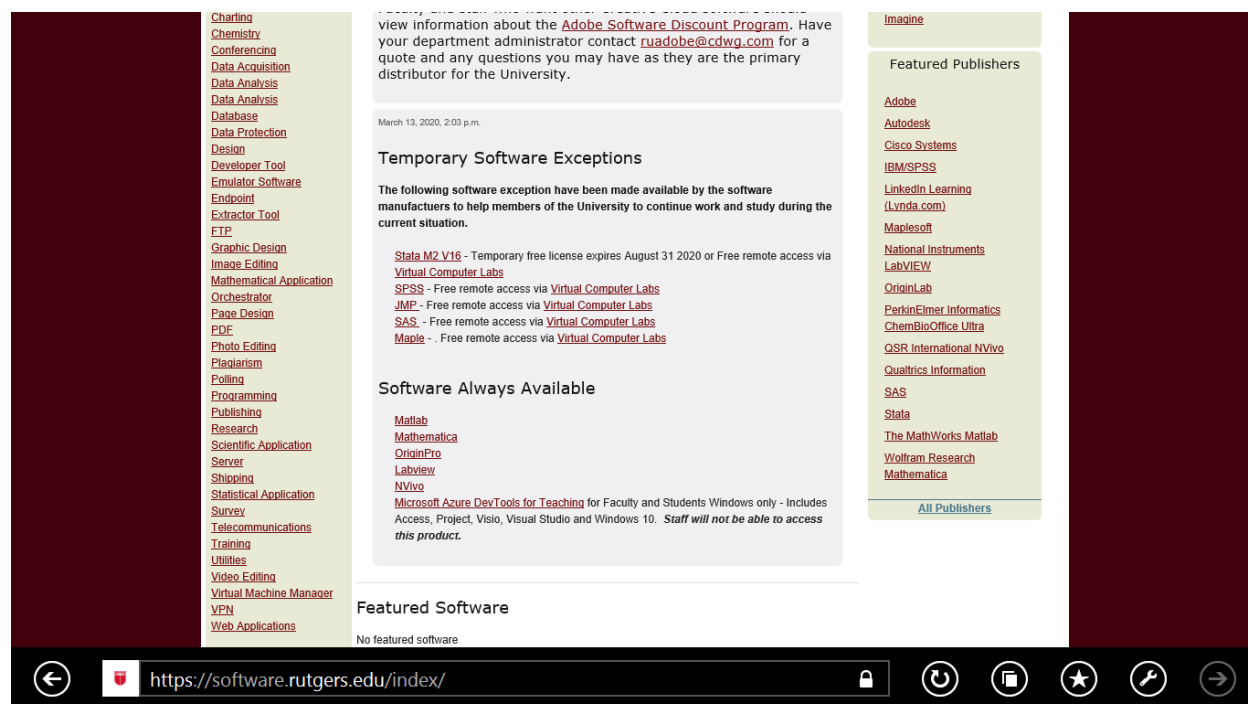 Charting
Chemistry
Conferencing
Data Acquisition
Data Analysis
Data Analysis
Database
Data Protection
Design
Developer Tool
Emulator Software
Endpoint
Extractor Tool
FTP
Graphic Design
Image Editing
Mathematical Application
Orchestrator
Page Design
PDF
Photo Editing
Plagiarism
Polling
Programming
Publishing
Research
Scientific Application
Server
Shipping
Statistical Application
Survey
Telecommunications
Training
Utilities
Video Editing
Virtual Machine Manager
VPN
Web Applications
view information about the Adobe Software Discount Program. Have
your department administrator contact ruadobe@cdwg.com for a
quote and any questions you may have as they are the primary
distributor for the University.
March 13, 2020, 2:03 p.m.
Temporary Software Exceptions
The following software exception have been made available by the software
manufactuers to help members of the University to continue work and study during the
current situation.
Stata M2 V16 - Temporary free license expires August 31 2020 or Free remote access via
Virtual Computer Labs
SPSS - Free remote access via Virtual Computer Labs
JMP - Free remote access via Virtual Computer Labs
SAS  - Free remote access via Virtual Computer Labs
Maple - . Free remote access via Virtual Computer Labs
Software Always Available
Matlab
Mathematica
OriginPro
Labview
NVivo
Microsoft Azure DevTools for Teaching for Faculty and Students Windows only - Includes
Access, Project, Visio, Visual Studio and Windows 10.  Staff will not be able to access
this product.
Featured Software
No featured software
Imagine
Featured Publishers
Adobe
Autodesk
Cisco Systems
IBM/SPSS
LinkedIn Learning
(Lynda.com)
Maplesoft
National Instruments
LabVIEW
OriginLab
PerkinElmer Informatics
ChemBioOffice Ultra
QSR International NVivo
Qualtrics Information
SAS
Stata
The MathWorks Matlab
Wolfram Research
Mathematica
All Publishers
https://software.rutgers.edu/index/